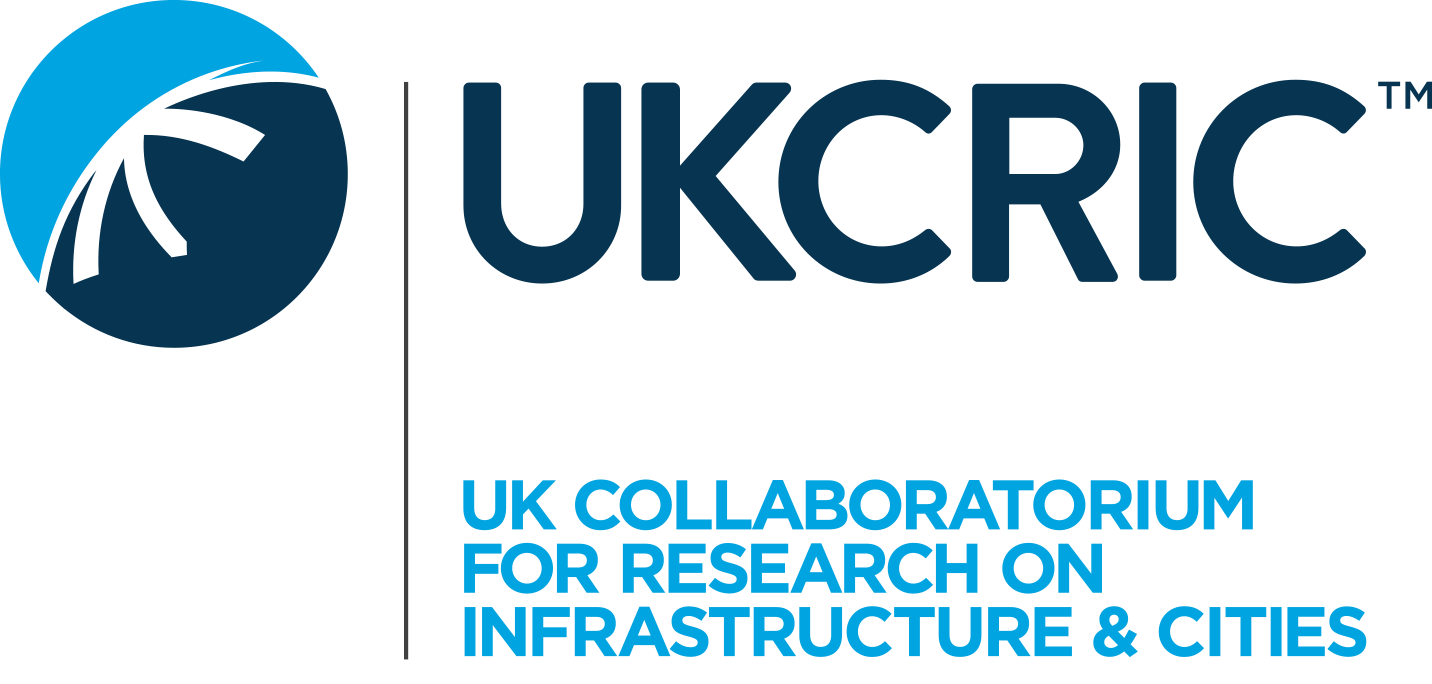 UKCRIC™
UK COLLABORATORIUM
FOR RESEARCH ON
INFRASTRUCTURE & CITIES